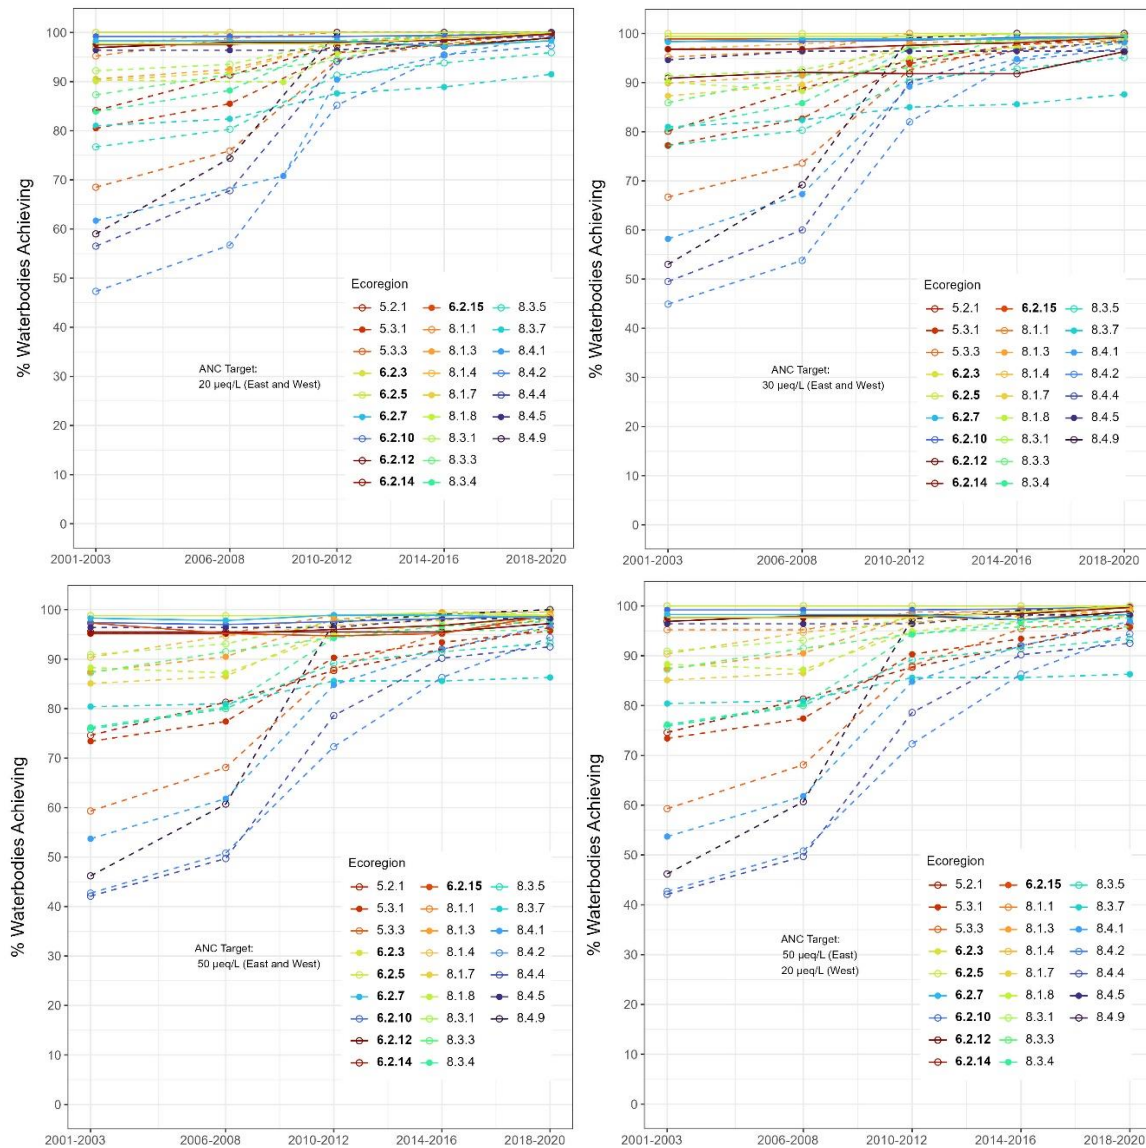 100
90
80
70
60
50
40
30
20
10
0
% Waterbodies Achieving
ANC Target:
20 µeq/L (East and West)
Ecoregion
5.2.1 6.2.15 8.3.5
5.3.1 8.1.1 8.3.7
5.3.3 8.1.3 8.4.1
6.2.3 8.1.4 8.4.2
6.2.5 8.1.7 8.4.4
6.2.7 8.1.8 8.4.5
6.2.10 8.3.1 8.4.9
6.2.12 8.3.3
6.2.14 8.3.4
2001-2003 2006-2008 2010-2012 2014-2016 2018-2020
100
90
80
70
60
50
40
30
20
10
0
% Waterbodies Achieving
ANC Target:
30 µeq/L (East and West)
Ecoregion
5.2.1 6.2.15 8.3.5
5.3.1 8.1.1 8.3.7
5.3.3 8.1.3 8.4.1
6.2.3 8.1.4 8.4.2
6.2.5 8.1.7 8.4.4
6.2.7 8.1.8 8.4.5
6.2.10 8.3.1 8.4.9
6.2.12 8.3.3
6.2.14 8.3.4
2001-2003 2006-2008 2010-2012 2014-2016 2018-2020
100
90
80
70
60
50
40
30
20
10
0
% Waterbodies Achieving
ANC Target:
50 µeq/L (East and West)
Ecoregion
5.2.1 6.2.15 8.3.5
5.3.1 8.1.1 8.3.7
5.3.3 8.1.3 8.4.1
6.2.3 8.1.4 8.4.2
6.2.5 8.1.7 8.4.4
6.2.7 8.1.8 8.4.5
6.2.10 8.3.1 8.4.9
6.2.12 8.3.3
6.2.14 8.3.4
2001-2003 2006-2008 2010-2012 2014-2016 2018-2020
100
90
80
70
60
50
40
30
20
10
0
% Waterbodies Achieving
ANC Target:
50 µeq/L (East)
20 µeq/L (West)
Ecoregion
5.2.1 6.2.15 8.3.5
5.3.1 8.1.1 8.3.7
5.3.3 8.1.3 8.4.1
6.2.3 8.1.4 8.4.2
6.2.5 8.1.7 8.4.4
6.2.7 8.1.8 8.4.5
6.2.10 8.3.1 8.4.9
6.2.12 8.3.3
6.2.14 8.3.4
2001-2003 2006-2008 2010-2012 2014-2016 2018-2020